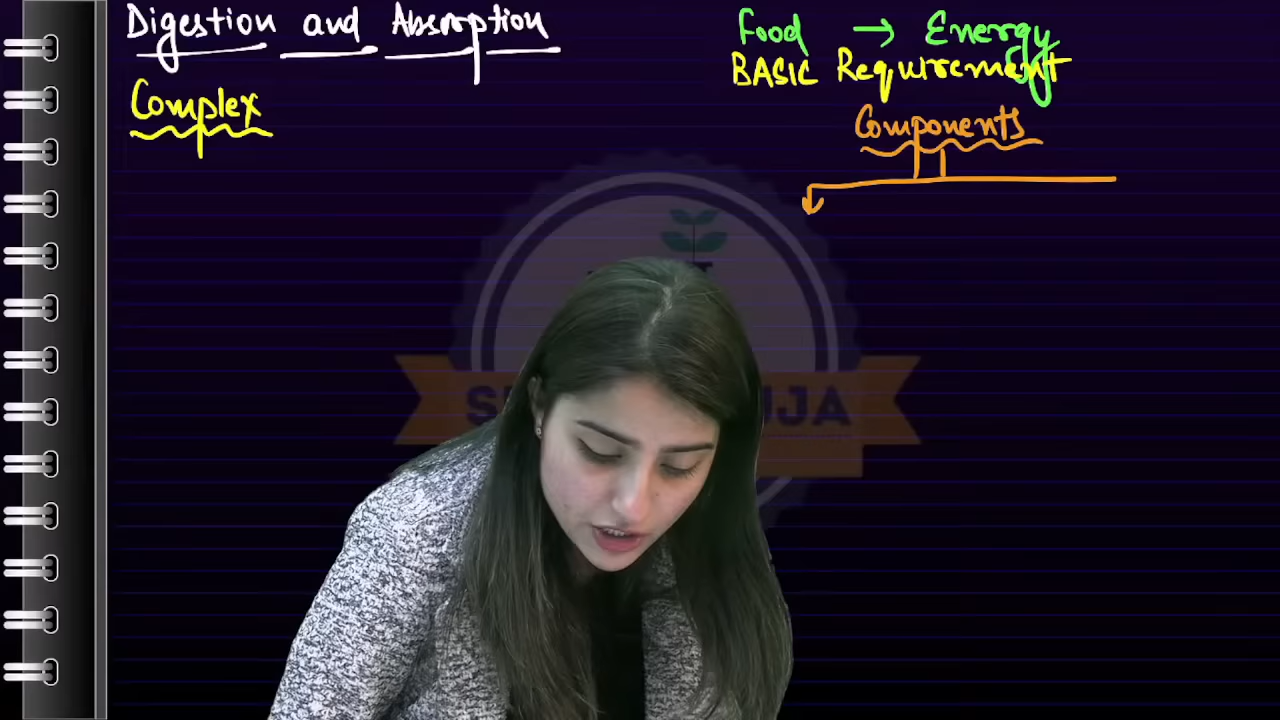 Digestion and Absorption
Complex
Food → Energy
BASIC Requirement
Components